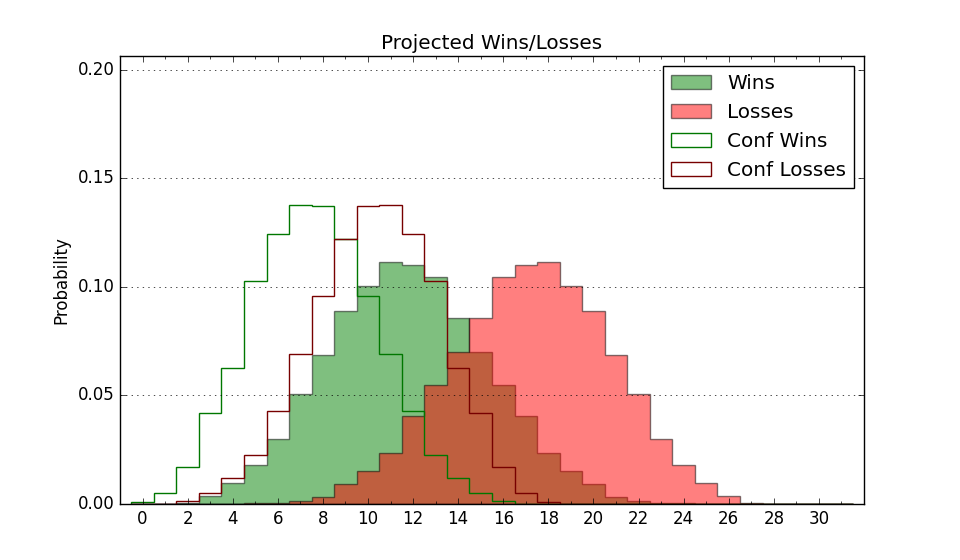 Projected Wins/Losses
0.20
0.15
0.10
0.05
0.00
Probability
Wins
Losses
Conf Wins
Conf Losses
0 2 4 6 8 10 12 14 16 18 20 22 24 26 28 30